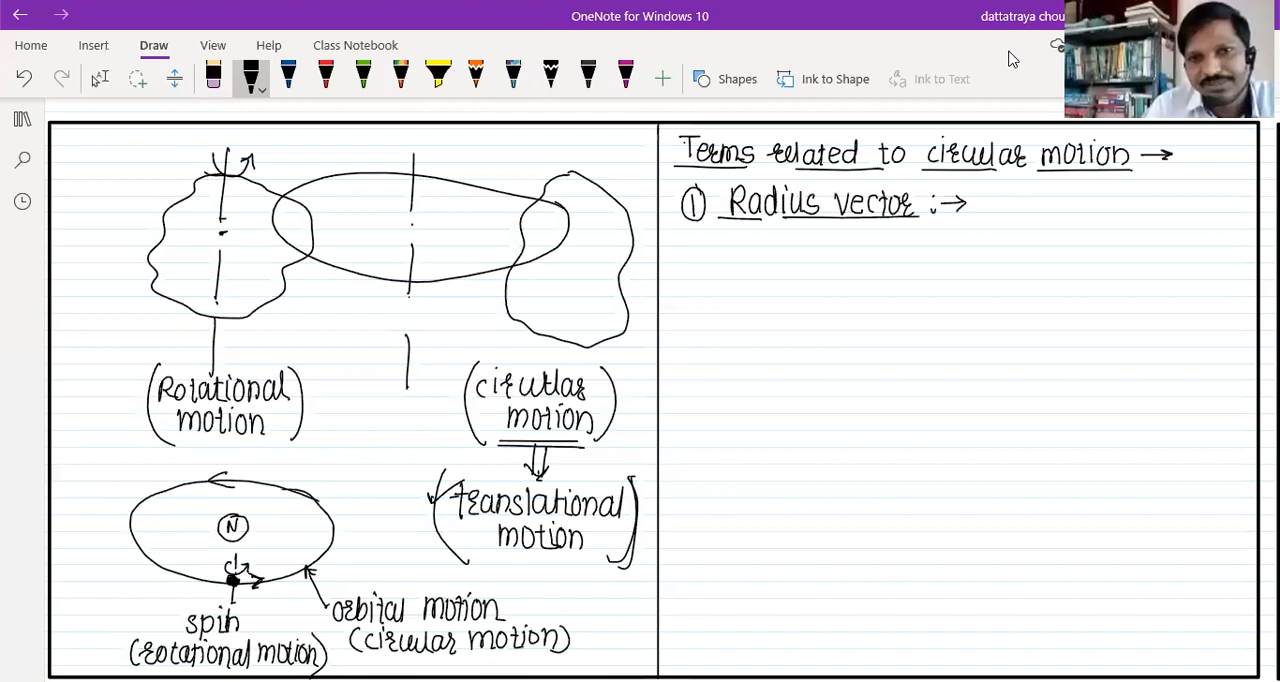 OneNote for Windows 10
dattatraya chou
Home Insert Draw View Help Class Notebook
Shapes Ink to Shape Ink to Text
(Rotational motion)
(circular motion)
(translational motion)
N
spin
(rotational motion)
orbital motion
(circular motion)
Terms related to circular motion →
① Radius vector :→